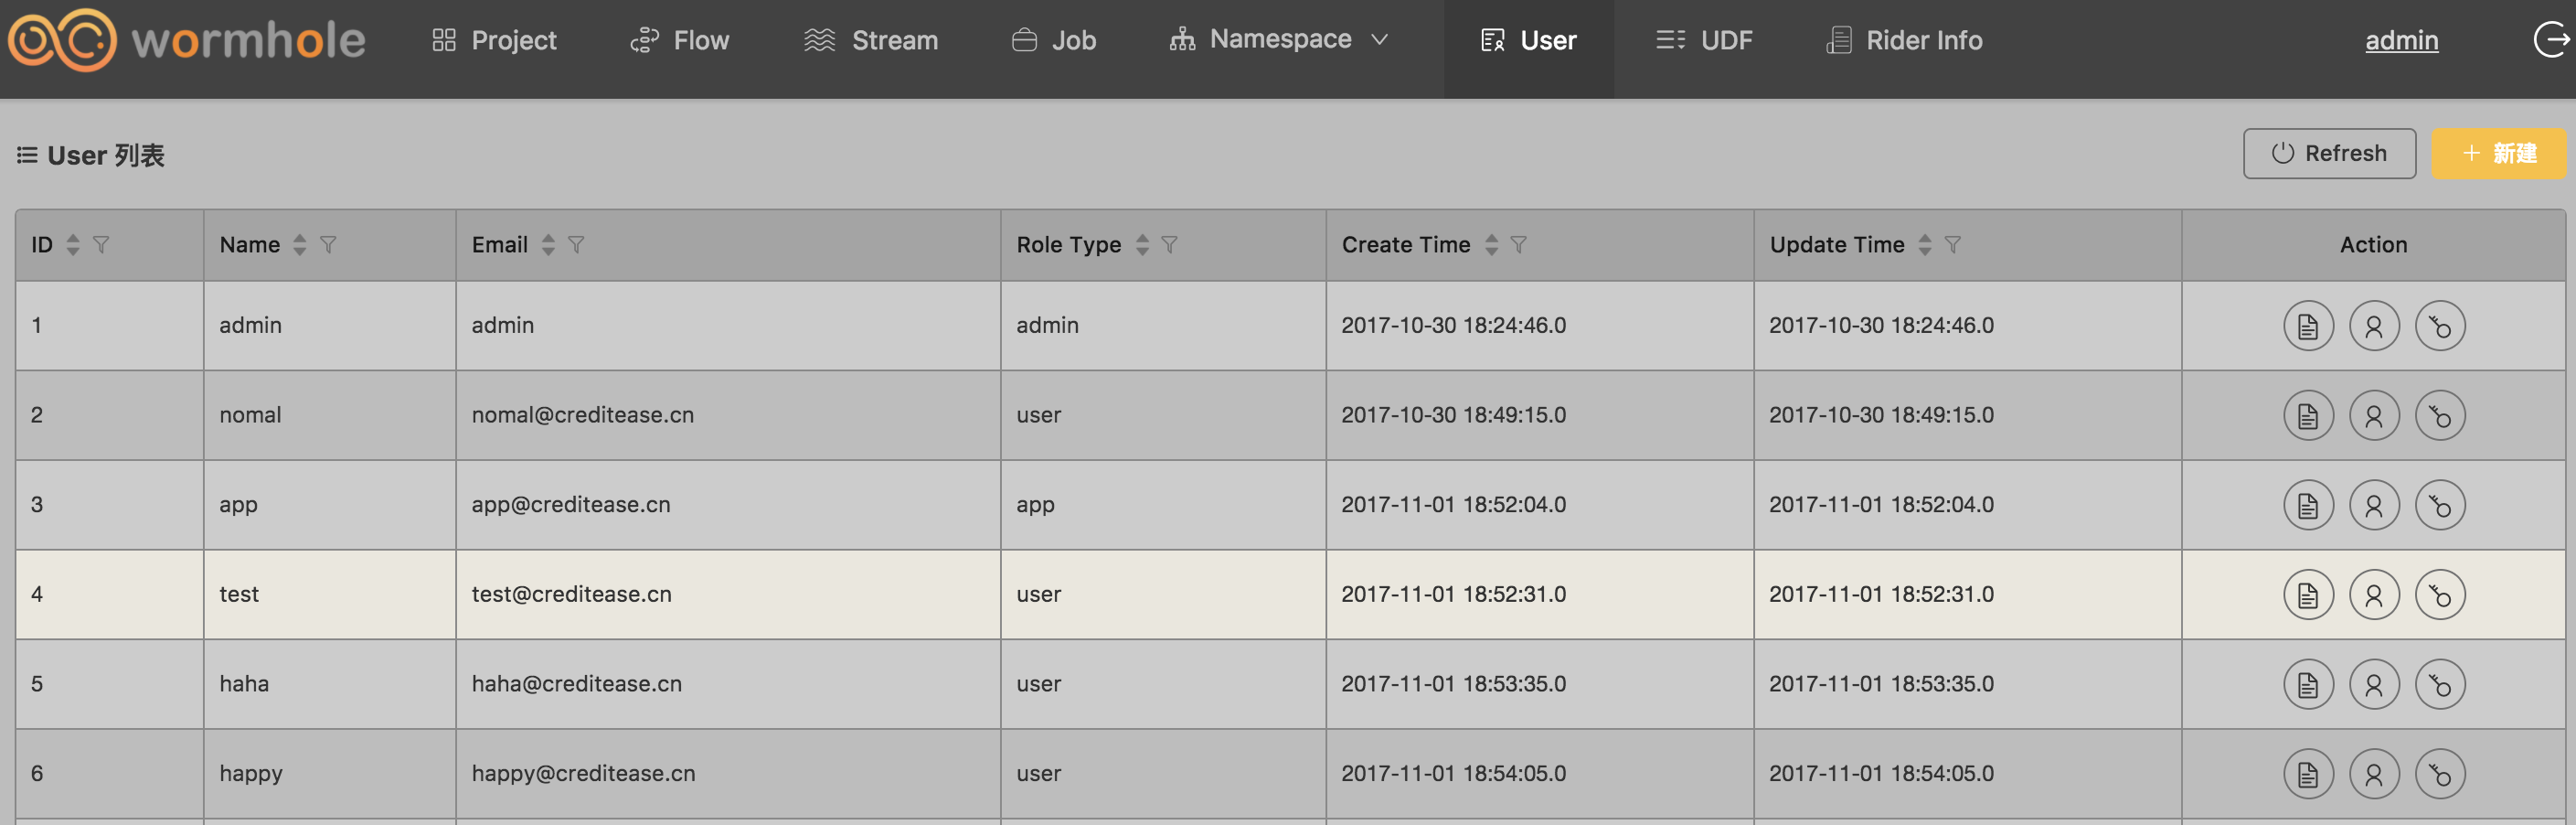 wormhole Project Flow Stream Job Namespace User UDF Rider Info admin
User 列表 Refresh + 新建
ID Name Email Role Type Create Time Update Time Action
1 admin admin admin 2017-10-30 18:24:46.0 2017-10-30 18:24:46.0
2 nomal nomal@creditease.cn user 2017-10-30 18:49:15.0 2017-10-30 18:49:15.0
3 app app@creditease.cn app 2017-11-01 18:52:04.0 2017-11-01 18:52:04.0
4 test test@creditease.cn user 2017-11-01 18:52:31.0 2017-11-01 18:52:31.0
5 haha haha@creditease.cn user 2017-11-01 18:53:35.0 2017-11-01 18:53:35.0
6 happy happy@creditease.cn user 2017-11-01 18:54:05.0 2017-11-01 18:54:05.0